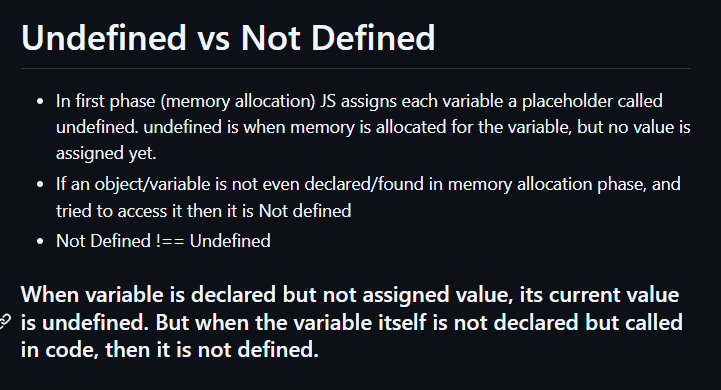 Undefined vs Not Defined
• In first phase (memory allocation) JS assigns each variable a placeholder called
undefined. undefined is when memory is allocated for the variable, but no value is
assigned yet.
• If an object/variable is not even declared/found in memory allocation phase, and
tried to access it then it is Not defined
• Not Defined !== Undefined
When variable is declared but not assigned value, its current value
is undefined. But when the variable itself is not declared but called
in code, then it is not defined.